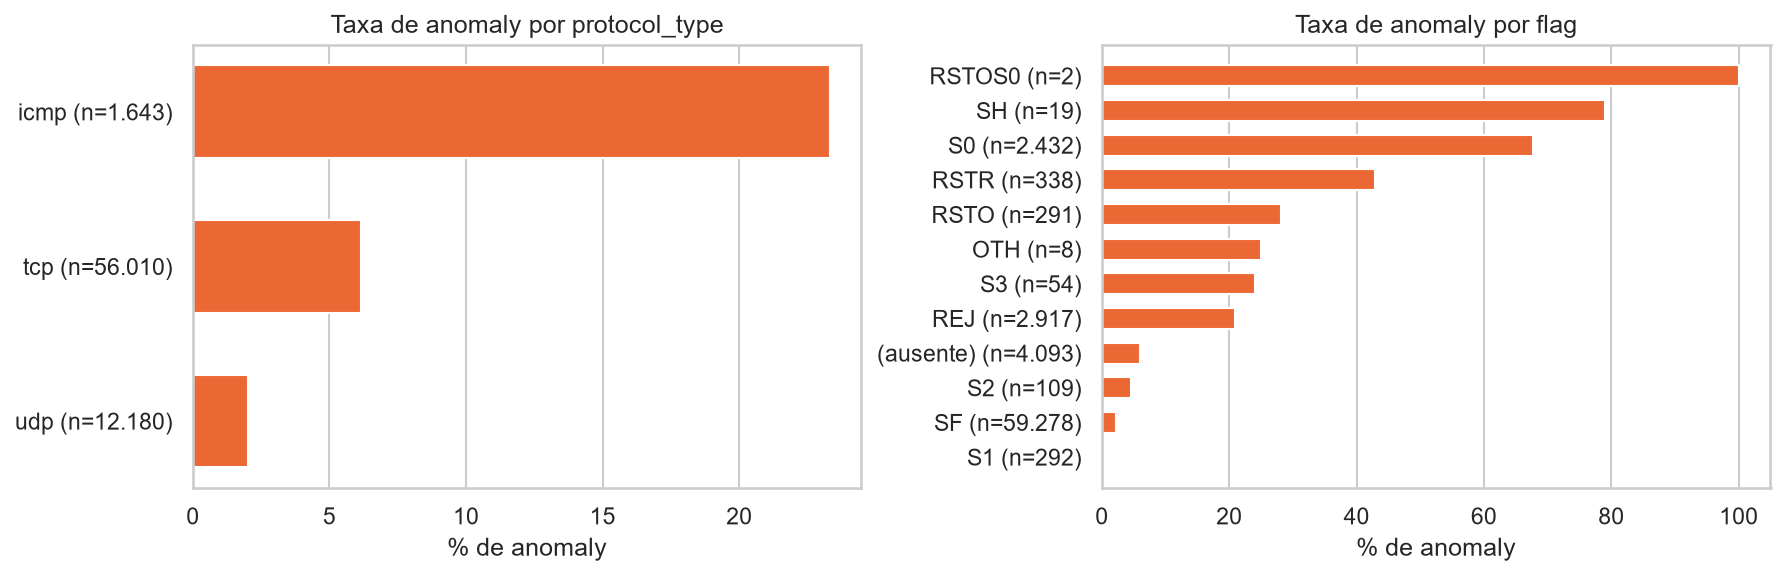 Taxa de anomaly por protocol_type
icmp (n=1.643)
tcp (n=56.010)
udp (n=12.180)
0 5 10 15 20
% de anomaly
Taxa de anomaly por flag
RSTOS0 (n=2)
SH (n=19)
S0 (n=2.432)
RSTR (n=338)
RSTO (n=291)
OTH (n=8)
S3 (n=54)
REJ (n=2.917)
(ausente) (n=4.093)
S2 (n=109)
SF (n=59.278)
S1 (n=292)
0 20 40 60 80 100
% de anomaly